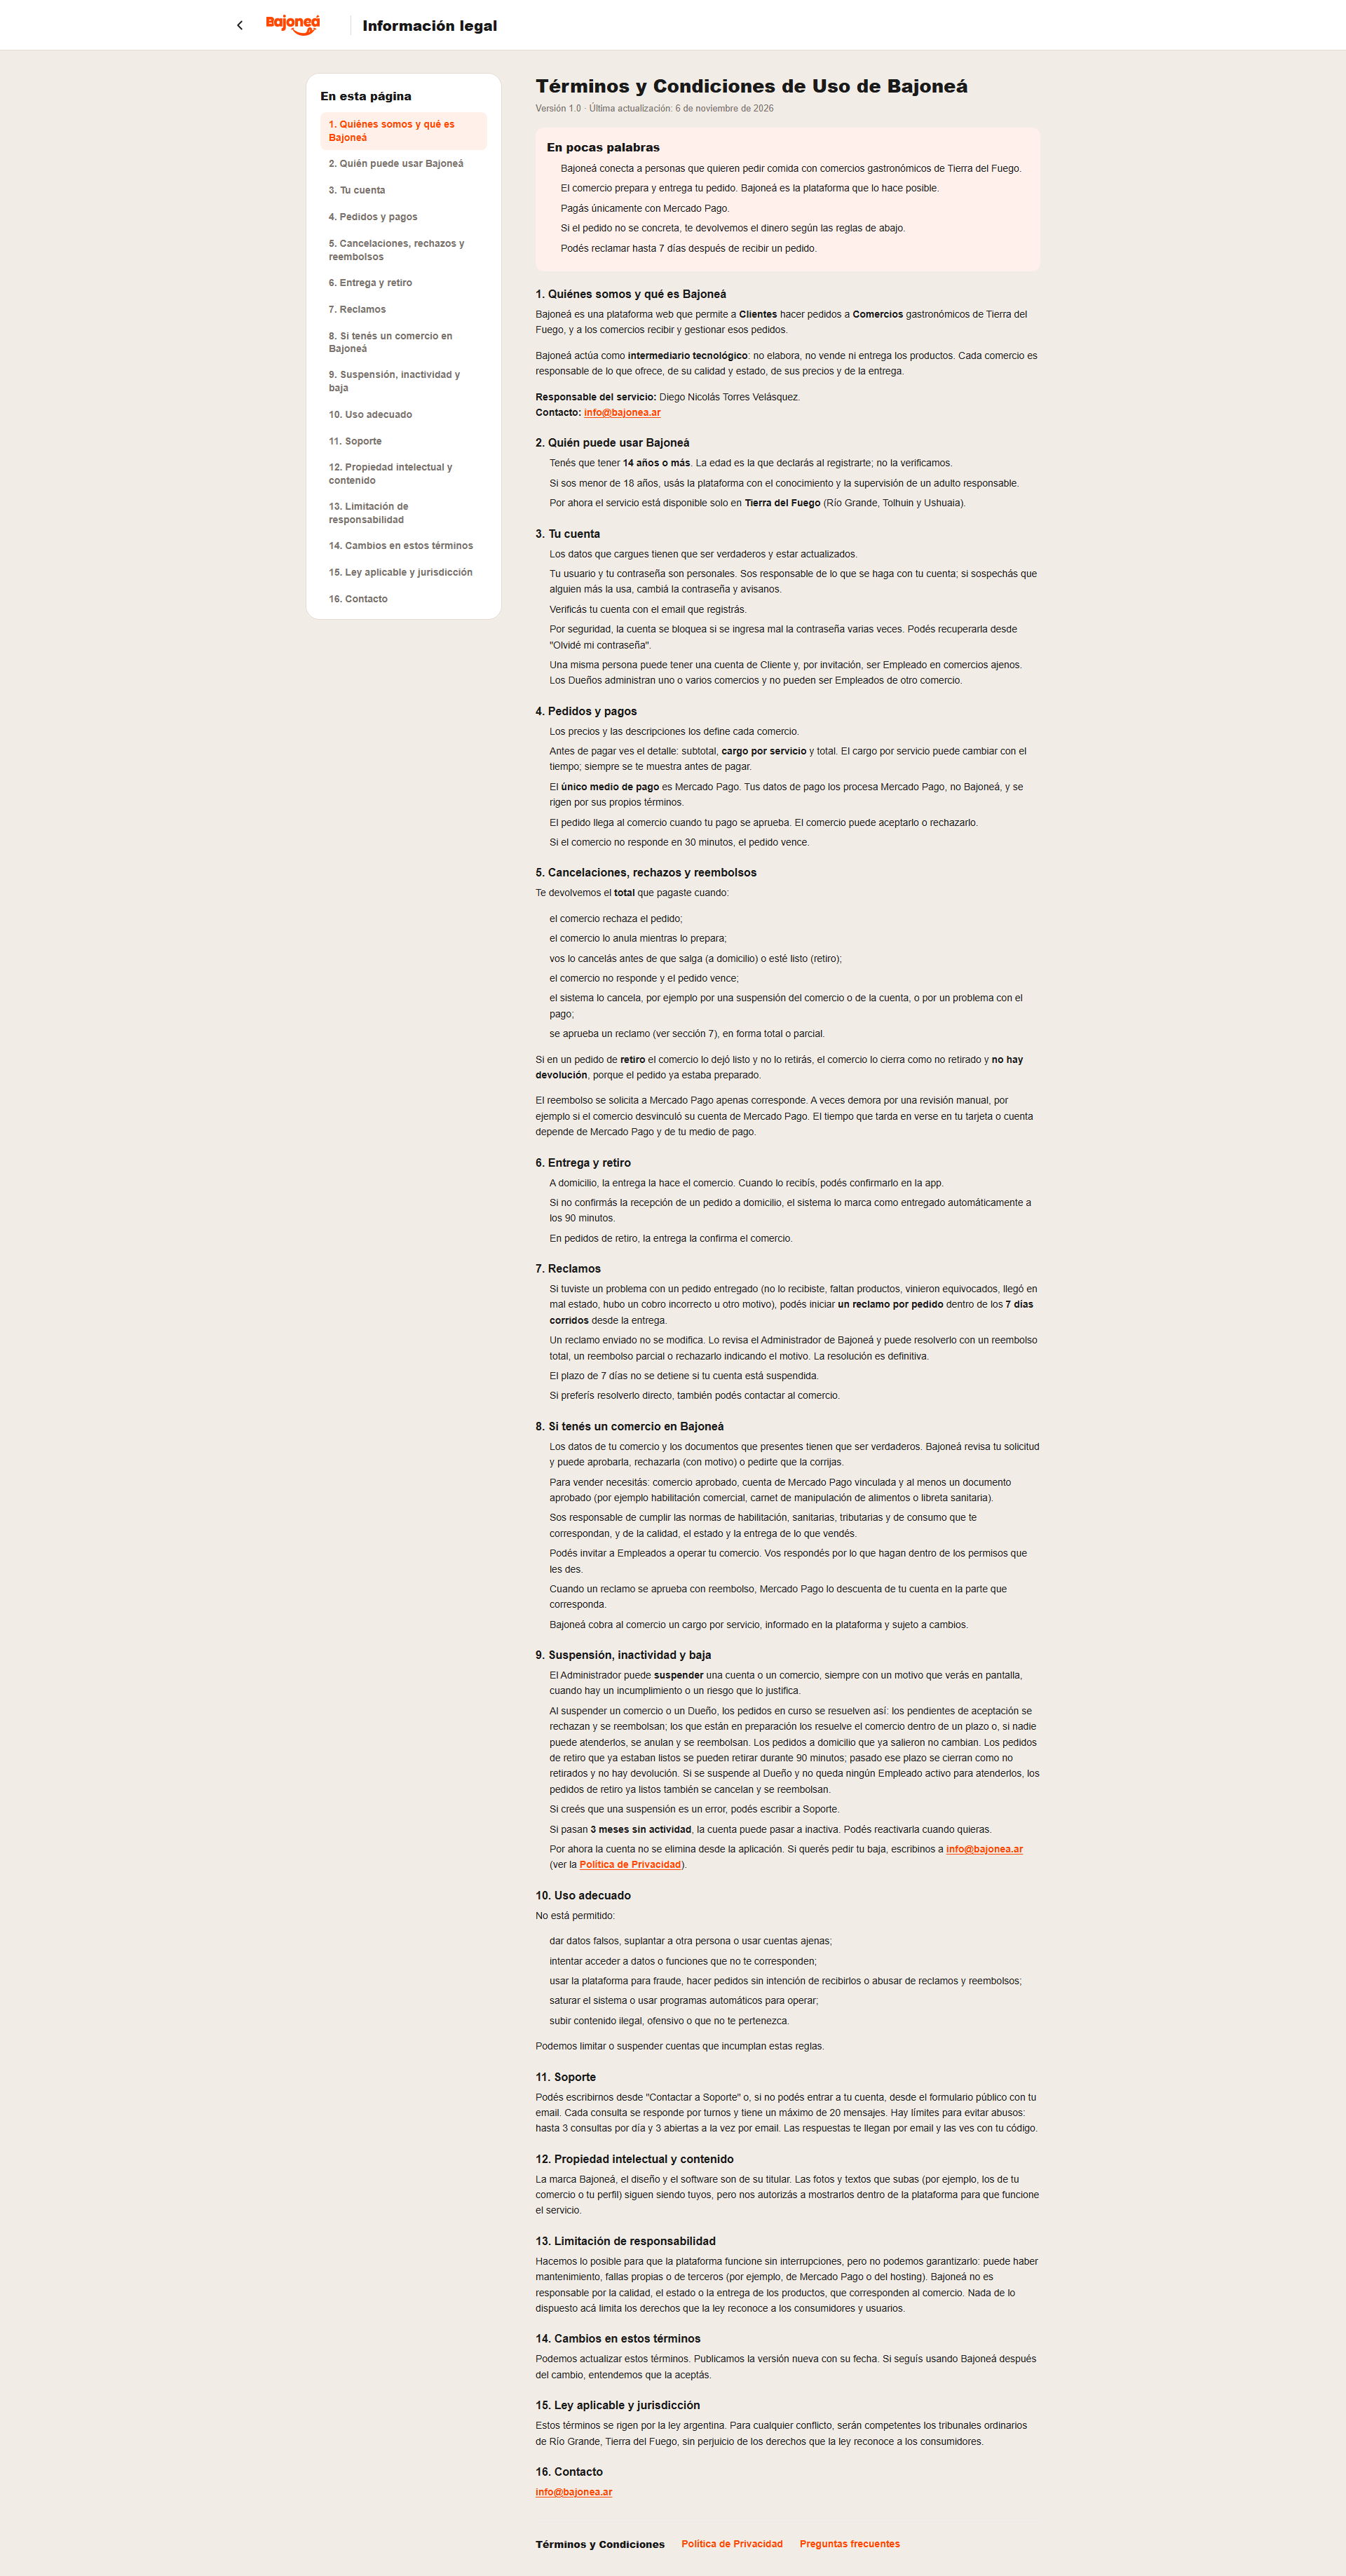 Bajoneá
Información legal
En esta página
1. Quiénes somos y qué es
Bajoneá
2. Quién puede usar Bajoneá
3. Tu cuenta
4. Pedidos y pagos
5. Cancelaciones, rechazos y
reembolsos
6. Entrega y retiro
7. Reclamos
8. Si tenés un comercio en
Bajoneá
9. Suspensión, inactividad y
baja
10. Uso adecuado
11. Soporte
12. Propiedad intelectual y
contenido
13. Limitación de
responsabilidad
14. Cambios en estos términos
15. Ley aplicable y jurisdicción
16. Contacto
Términos y Condiciones de Uso de Bajoneá
Versión 1.0 · Última actualización: 6 de noviembre de 2026
En pocas palabras
Bajoneá conecta a personas que quieren pedir comida con comercios gastronómicos de Tierra del Fuego.
El comercio prepara y entrega tu pedido. Bajoneá es la plataforma que lo hace posible.
Pagás únicamente con Mercado Pago.
Si el pedido no se concreta, te devolvemos el dinero según las reglas de abajo.
Podés reclamar hasta 7 días después de recibir un pedido.
1. Quiénes somos y qué es Bajoneá
Bajoneá es una plataforma web que permite a Clientes hacer pedidos a Comercios gastronómicos de Tierra del
Fuego, y a los comercios recibir y gestionar esos pedidos.
Bajoneá actúa como intermediario tecnológico: no elabora, no vende ni entrega los productos. Cada comercio es
responsable de lo que ofrece, de su calidad y estado, de sus precios y de la entrega.
Responsable del servicio: Diego Nicolás Torres Velásquez.
Contacto: info@bajonea.ar
2. Quién puede usar Bajoneá
Tenés que tener 14 años o más. La edad es la que declarás al registrarte; no la verificamos.
Si sos menor de 18 años, usás la plataforma con el conocimiento y la supervisión de un adulto responsable.
Por ahora el servicio está disponible solo en Tierra del Fuego (Río Grande, Tolhuin y Ushuaia).
3. Tu cuenta
Los datos que cargues tienen que ser verdaderos y estar actualizados.
Tu usuario y tu contraseña son personales. Sos responsable de lo que se haga con tu cuenta; si sospechás que
alguien más la usa, cambiá la contraseña y avisanos.
Verificás tu cuenta con el email que registrás.
Por seguridad, la cuenta se bloquea si se ingresa mal la contraseña varias veces. Podés recuperarla desde
"Olvidé mi contraseña".
Una misma persona puede tener una cuenta de Cliente y, por invitación, ser Empleado en comercios ajenos.
Los Dueños administran uno o varios comercios y no pueden ser Empleados de otro comercio.
4. Pedidos y pagos
Los precios y las descripciones los define cada comercio.
Antes de pagar ves el detalle: subtotal, cargo por servicio y total. El cargo por servicio puede cambiar con el
tiempo; siempre se te muestra antes de pagar.
El único medio de pago es Mercado Pago. Tus datos de pago los procesa Mercado Pago, no Bajoneá, y se
rigen por sus propios términos.
El pedido llega al comercio cuando tu pago se aprueba. El comercio puede aceptarlo o rechazarlo.
Si el comercio no responde en 30 minutos, el pedido vence.
5. Cancelaciones, rechazos y reembolsos
Te devolvemos el total que pagaste cuando:
el comercio rechaza el pedido;
el comercio lo anula mientras lo prepara;
vos lo cancelás antes de que salga (a domicilio) o esté listo (retiro);
el comercio no responde y el pedido vence;
el sistema lo cancela, por ejemplo por una suspensión del comercio o de la cuenta, o por un problema con el
pago;
se aprueba un reclamo (ver sección 7), en forma total o parcial.
Si en un pedido de retiro el comercio lo dejó listo y no lo retirás, el comercio lo cierra como no retirado y no hay
devolución, porque el pedido ya estaba preparado.
El reembolso se solicita a Mercado Pago apenas corresponde. A veces demora por una revisión manual, por
ejemplo si el comercio desvinculó su cuenta de Mercado Pago. El tiempo que tarda en verse en tu tarjeta o cuenta
depende de Mercado Pago y de tu medio de pago.
6. Entrega y retiro
A domicilio, la entrega la hace el comercio. Cuando lo recibís, podés confirmarlo en la app.
Si no confirmás la recepción de un pedido a domicilio, el sistema lo marca como entregado automáticamente a
los 90 minutos.
En pedidos de retiro, la entrega la confirma el comercio.
7. Reclamos
Si tuviste un problema con un pedido entregado (no lo recibiste, faltan productos, vinieron equivocados, llegó en
mal estado, hubo un cobro incorrecto u otro motivo), podés iniciar un reclamo por pedido dentro de los 7 días
corridos desde la entrega.
Un reclamo enviado no se modifica. Lo revisa el Administrador de Bajoneá y puede resolverlo con un reembolso
total, un reembolso parcial o rechazarlo indicando el motivo. La resolución es definitiva.
El plazo de 7 días no se detiene si tu cuenta está suspendida.
Si preferís resolverlo directo, también podés contactar al comercio.
8. Si tenés un comercio en Bajoneá
Los datos de tu comercio y los documentos que presentes tienen que ser verdaderos. Bajoneá revisa tu solicitud
y puede aprobarla, rechazarla (con motivo) o pedirte que la corrijas.
Para vender necesitás: comercio aprobado, cuenta de Mercado Pago vinculada y al menos un documento
aprobado (por ejemplo habilitación comercial, carnet de manipulación de alimentos o libreta sanitaria).
Sos responsable de cumplir las normas de habilitación, sanitarias, tributarias y de consumo que te
correspondan, y de la calidad, el estado y la entrega de lo que vendés.
Podés invitar a Empleados a operar tu comercio. Vos respondés por lo que hagan dentro de los permisos que
les des.
Cuando un reclamo se aprueba con reembolso, Mercado Pago lo descuenta de tu cuenta en la parte que
corresponda.
Bajoneá cobra al comercio un cargo por servicio, informado en la plataforma y sujeto a cambios.
9. Suspensión, inactividad y baja
El Administrador puede suspender una cuenta o un comercio, siempre con un motivo que verás en pantalla,
cuando hay un incumplimiento o un riesgo que lo justifica.
Al suspender un comercio o un Dueño, los pedidos en curso se resuelven así: los pendientes de aceptación se
rechazan y se reembolsan; los que están en preparación los resuelve el comercio dentro de un plazo o, si nadie
puede atenderlos, se anulan y se reembolsan. Los pedidos a domicilio que ya salieron no cambian. Los pedidos
de retiro que ya estaban listos se pueden retirar durante 90 minutos; pasado ese plazo se cierran como no
retirados y no hay devolución. Si se suspende al Dueño y no queda ningún Empleado activo para atenderlos, los
pedidos de retiro ya listos también se cancelan y se reembolsan.
Si creés que una suspensión es un error, podés escribir a Soporte.
Si pasan 3 meses sin actividad, la cuenta puede pasar a inactiva. Podés reactivarla cuando quieras.
Por ahora la cuenta no se elimina desde la aplicación. Si querés pedir tu baja, escribinos a info@bajonea.ar
(ver la Política de Privacidad).
10. Uso adecuado
No está permitido:
dar datos falsos, suplantar a otra persona o usar cuentas ajenas;
intentar acceder a datos o funciones que no te corresponden;
usar la plataforma para fraude, hacer pedidos sin intención de recibirlos o abusar de reclamos y reembolsos;
saturar el sistema o usar programas automáticos para operar;
subir contenido ilegal, ofensivo o que no te pertenezca.
Podemos limitar o suspender cuentas que incumplan estas reglas.
11. Soporte
Podés escribirnos desde "Contactar a Soporte" o, si no podés entrar a tu cuenta, desde el formulario público con tu
email. Cada consulta se responde por turnos y tiene un máximo de 20 mensajes. Hay límites para evitar abusos:
hasta 3 consultas por día y 3 abiertas a la vez por email. Las respuestas te llegan por email y las ves con tu código.
12. Propiedad intelectual y contenido
La marca Bajoneá, el diseño y el software son de su titular. Las fotos y textos que subas (por ejemplo, los de tu
comercio o tu perfil) siguen siendo tuyos, pero nos autorizás a mostrarlos dentro de la plataforma para que funcione
el servicio.
13. Limitación de responsabilidad
Hacemos lo posible para que la plataforma funcione sin interrupciones, pero no podemos garantizarlo: puede haber
mantenimiento, fallas propias o de terceros (por ejemplo, de Mercado Pago o del hosting). Bajoneá no es
responsable por la calidad, el estado o la entrega de los productos, que corresponden al comercio. Nada de lo
dispuesto acá limita los derechos que la ley reconoce a los consumidores y usuarios.
14. Cambios en estos términos
Podemos actualizar estos términos. Publicamos la versión nueva con su fecha. Si seguís usando Bajoneá después
del cambio, entendemos que la aceptás.
15. Ley aplicable y jurisdicción
Estos términos se rigen por la ley argentina. Para cualquier conflicto, serán competentes los tribunales ordinarios
de Río Grande, Tierra del Fuego, sin perjuicio de los derechos que la ley reconoce a los consumidores.
16. Contacto
info@bajonea.ar
Términos y Condiciones
Política de Privacidad
Preguntas frecuentes